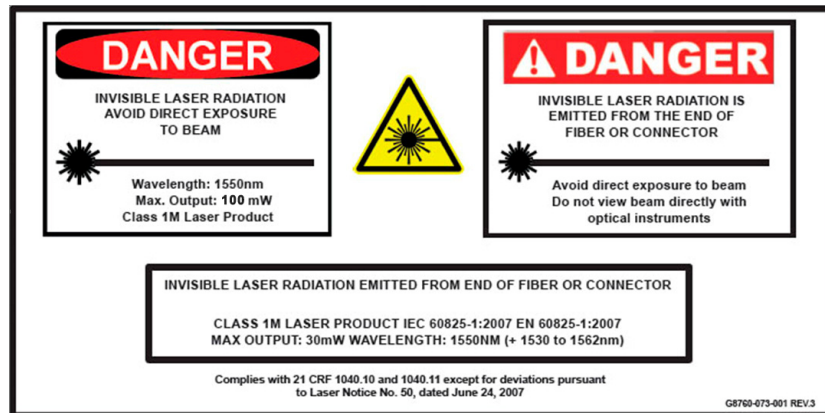 DANGER
INVISIBLE LASER RADIATION
AVOID DIRECT EXPOSURE
TO BEAM
Wavelength: 1550nm
Max. Output: 100 mW
Class 1M Laser Product
DANGER
INVISIBLE LASER RADIATION IS
EMITTED FROM THE END OF
FIBER OR CONNECTOR
Avoid direct exposure to beam
Do not view beam directly with
optical instruments
INVISIBLE LASER RADIATION EMITTED FROM END OF FIBER OR CONNECTOR
CLASS 1M LASER PRODUCT IEC 60825-1:2007 EN 60825-1:2007
MAX OUTPUT: 30mW WAVELENGTH: 1550NM (+ 1530 to 1562nm)
Complies with 21 CRF 1040.10 and 1040.11 except for deviations pursuant
to Laser Notice No. 50, dated June 24, 2007
G8760-073-001 REV.3